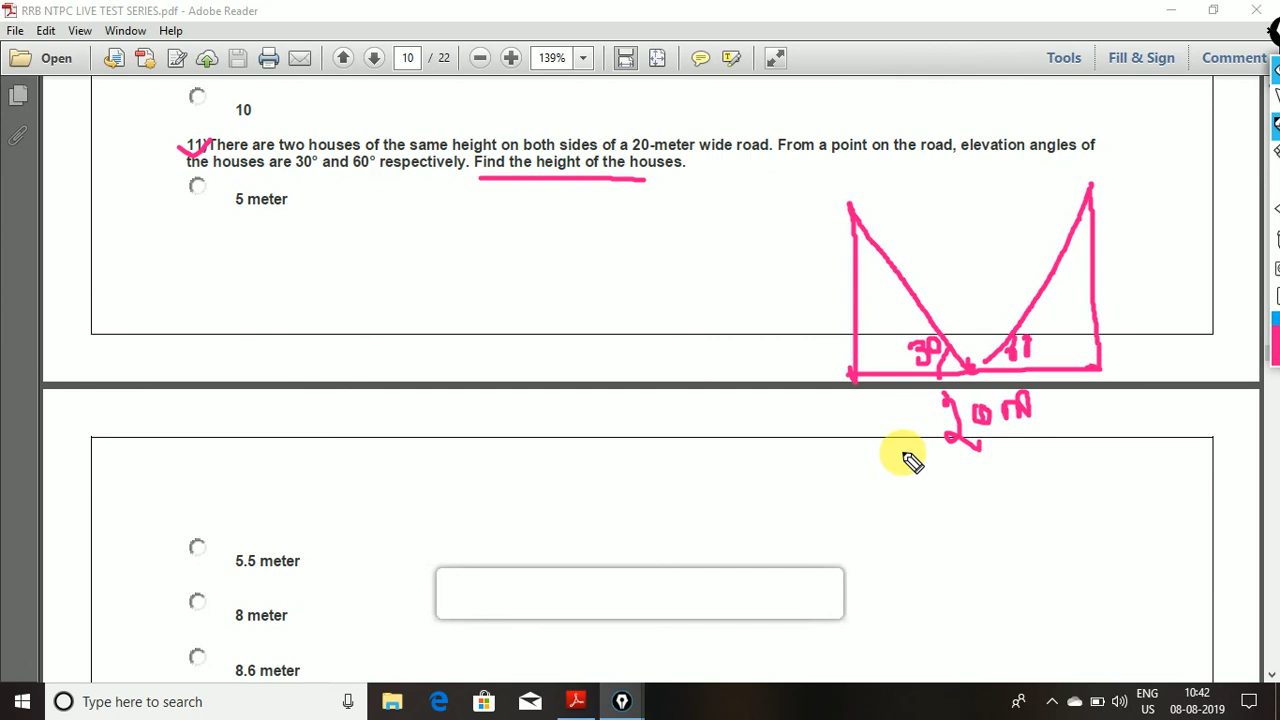 RRB NTPC LIVE TEST SERIES.pdf - Adobe Reader
File Edit View Window Help
Open 10 / 22 139% Tools Fill & Sign Comment
10
11)There are two houses of the same height on both sides of a 20-meter wide road. From a point on the road, elevation angles of
the houses are 30° and 60° respectively. Find the height of the houses.
5 meter
30
20 m
5.5 meter
8 meter
8.6 meter
Type here to search
ENG
US
10:42
08-08-2019